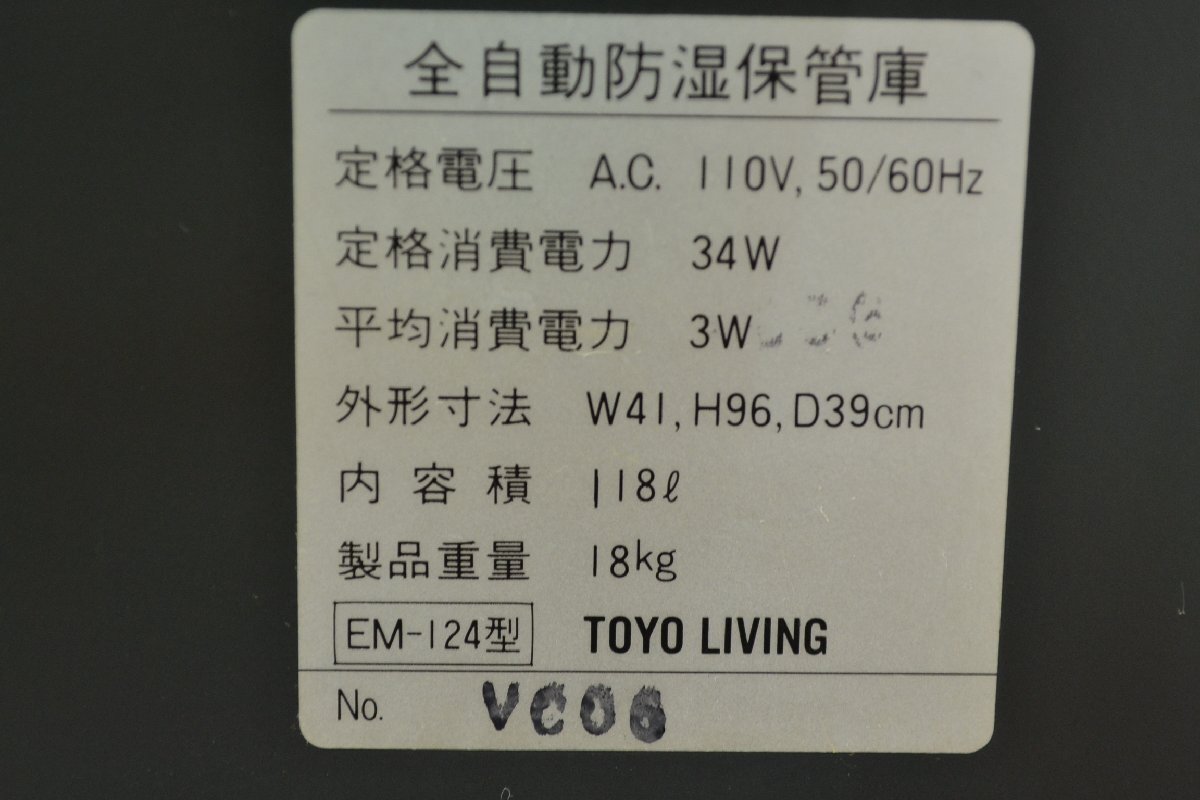 全自動防湿保管庫
定格電圧 A.C. 110V, 50/60Hz
定格消費電力 34W
平均消費電力 3W
外形寸法 W41, H96, D39cm
内容積 118ℓ
製品重量 18kg
EM-124型 TOYO LIVING
No. VC06